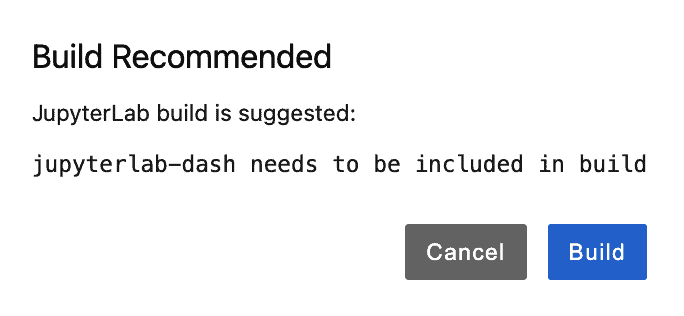 Build Recommended
JupyterLab build is suggested:
jupyterlab-dash needs to be included in build
Cancel Build